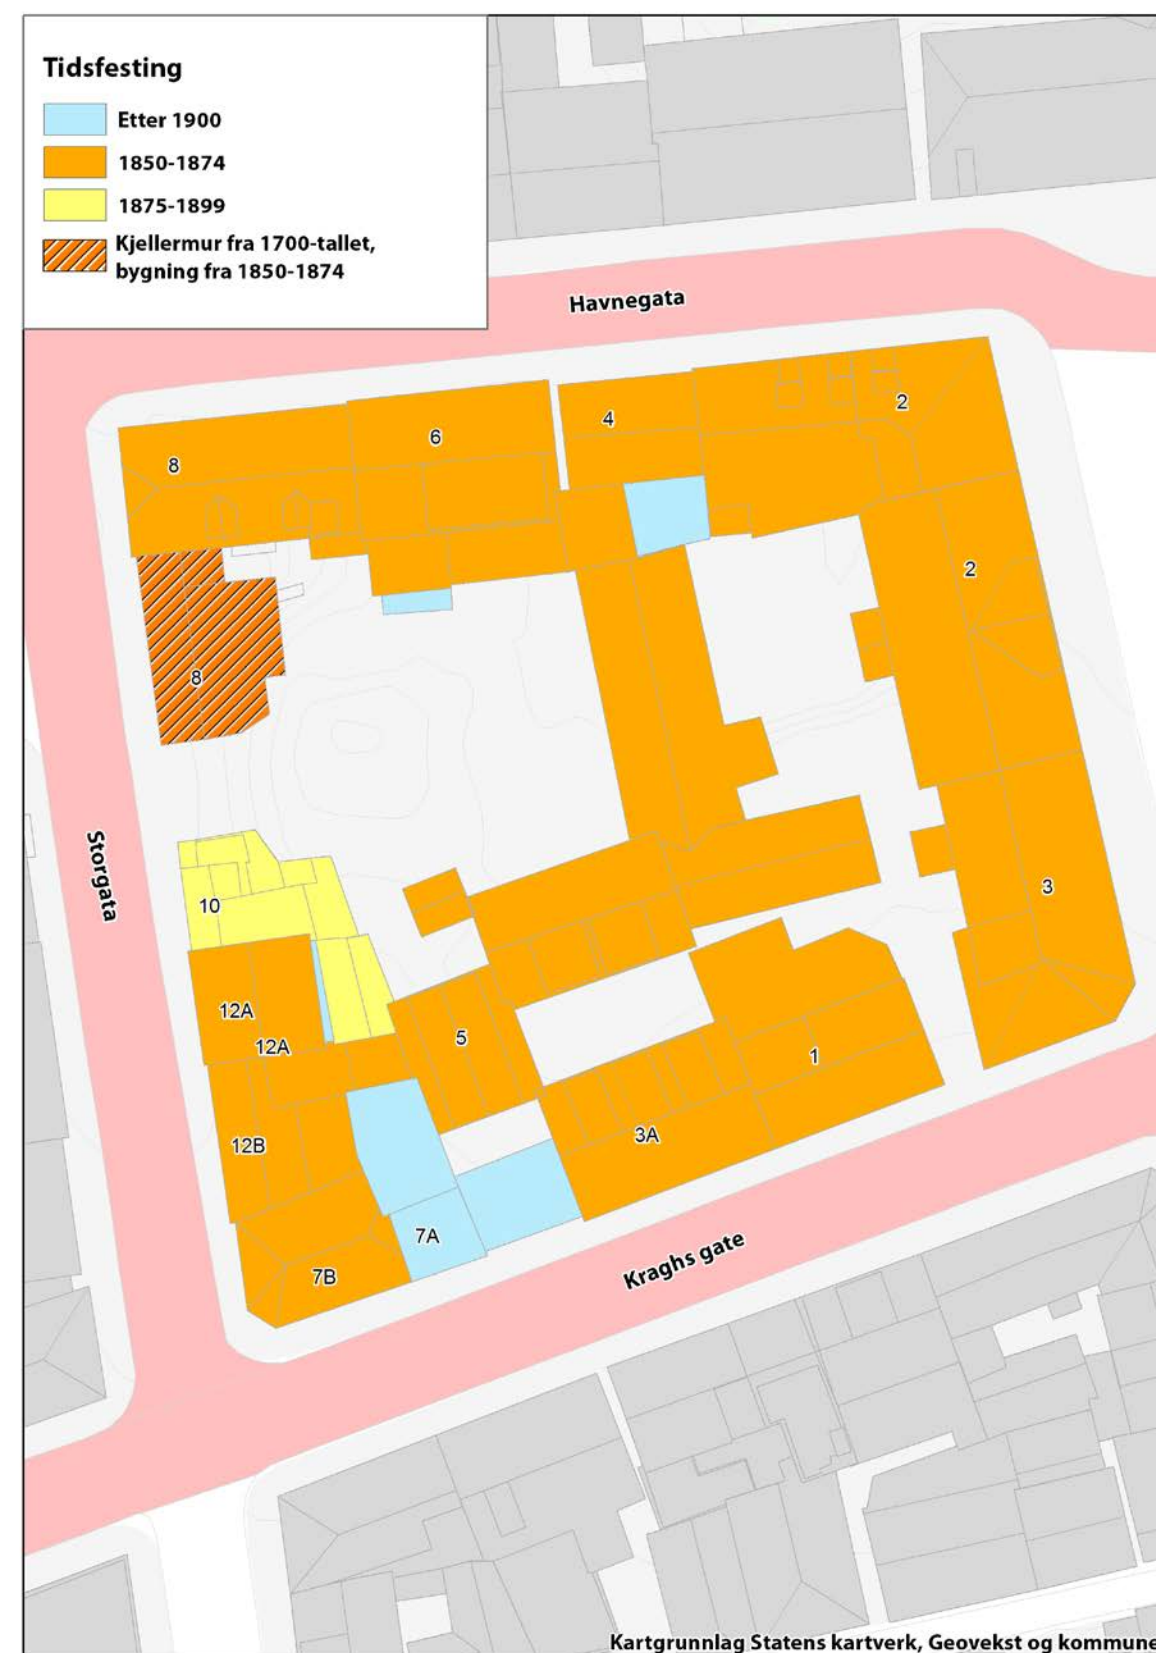 Tidsfesting
Etter 1900
1850-1874
1875-1899
Kjellermur fra 1700-tallet,
bygning fra 1850-1874
Havnegata
2
4
6
8
2
8
Storgata
3
10
12A
5
12A
1
3A
12B
7A
Kraghs gate
7B
Kartgrunnlag Statens kartverk, Geovekst og kommune